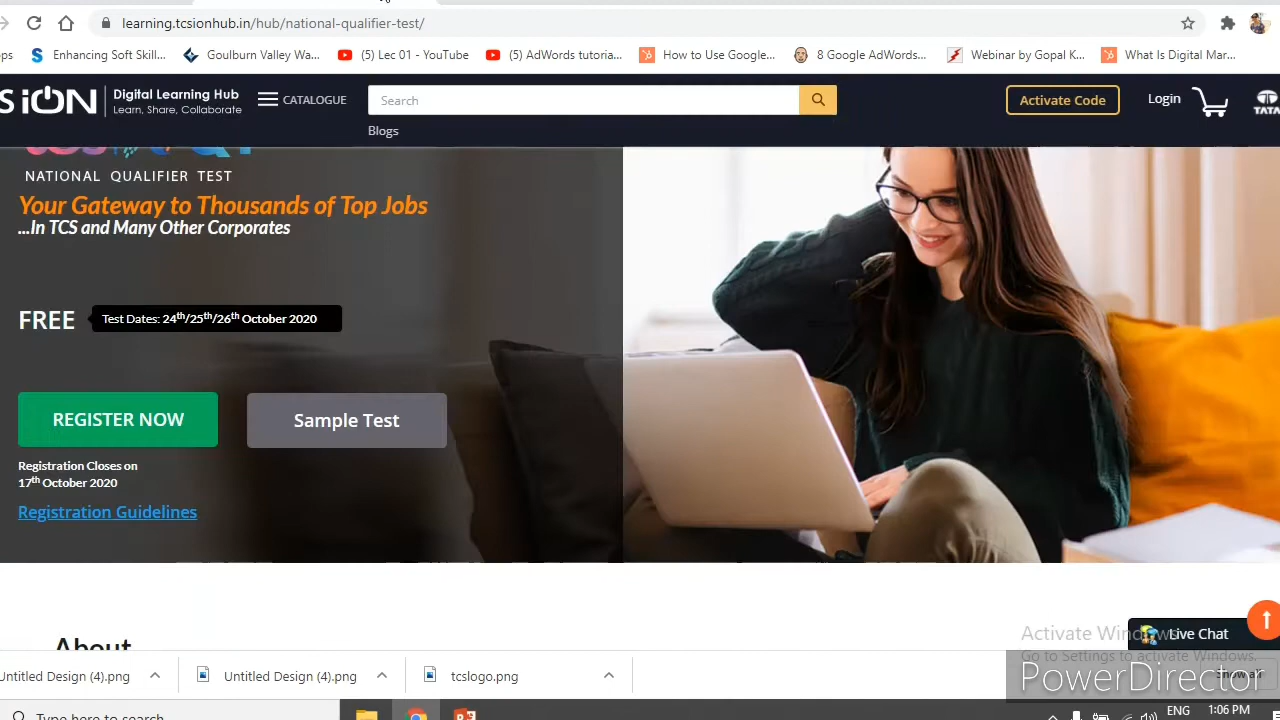 learning.tcsionhub.in/hub/national-qualifier-test/
ps Enhancing Soft Skill... Goulburn Valley Wa... (5) Lec 01 - YouTube (5) AdWords tutoria... How to Use Google... 8 Google AdWords... Webinar by Gopal K... What Is Digital Mar...
SiON Digital Learning Hub
Learn, Share, Collaborate
CATALOGUE Search Activate Code Login TATA
Blogs
NATIONAL QUALIFIER TEST
Your Gateway to Thousands of Top Jobs
...In TCS and Many Other Corporates
FREE Test Dates: 24th/25th/26th October 2020
REGISTER NOW Sample Test
Registration Closes on
17th October 2020
Registration Guidelines
About
Live Chat
Activate Windows
Go to Settings to activate Windows.
Untitled Design (4).png Untitled Design (4).png tcslogo.png Show all
PowerDirector
Type here to search ENG 1:06 PM